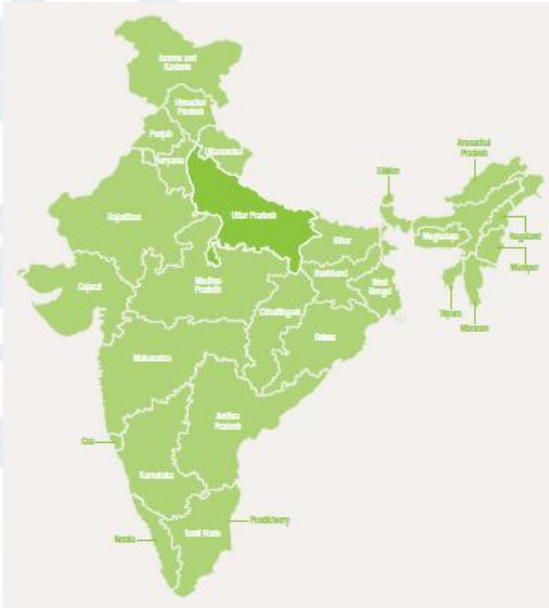 Jammu and
Kashmir
Himachal
Pradesh
Punjab
Uttaranchal
Haryana
Arunachal
Pradesh
Sikkim
Rajasthan
Uttar Pradesh
Bihar
Meghalaya
Nagaland
Manipur
Gujarat
Madhya
Pradesh
Jharkhand
West
Bengal
Chhattisgarh
Tripura
Mizoram
Orissa
Andhra
Pradesh
Goa
Karnataka
Pondicherry
Kerala
Tamil Nadu